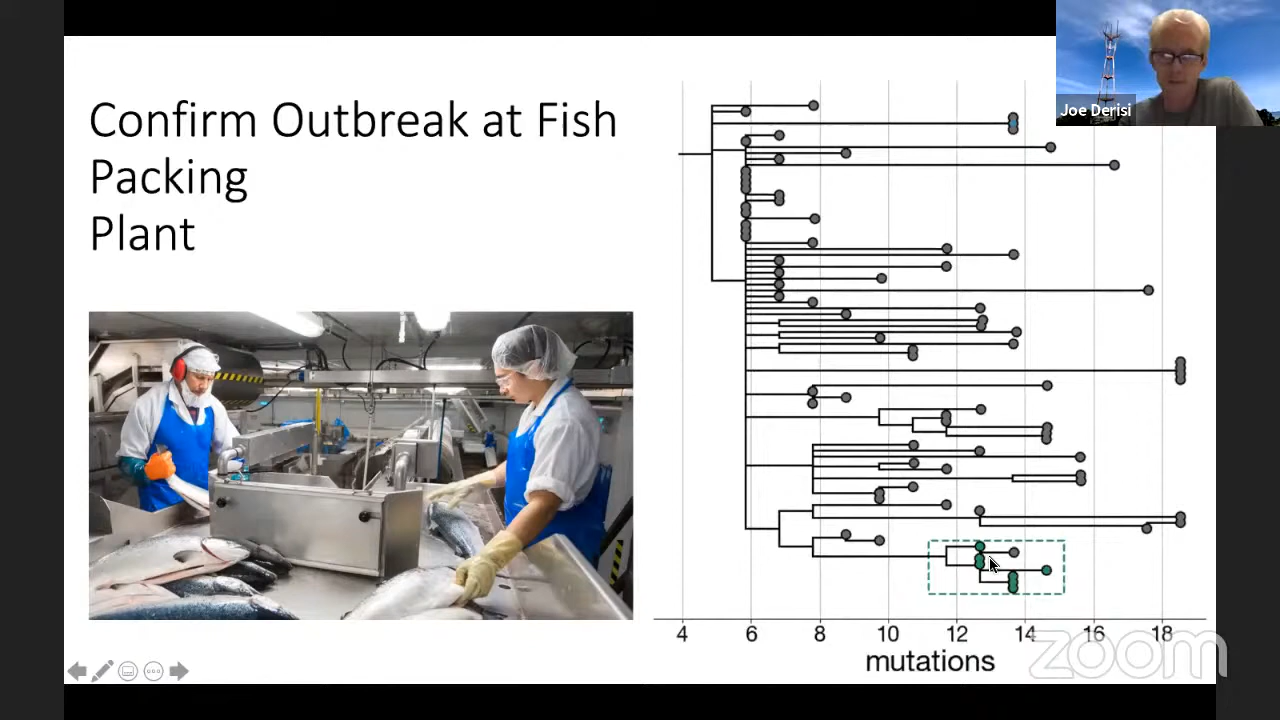 Confirm Outbreak at Fish
Packing
Plant
Joe Derisi
4 6 8 10 12 14 16 18
mutations
zoom